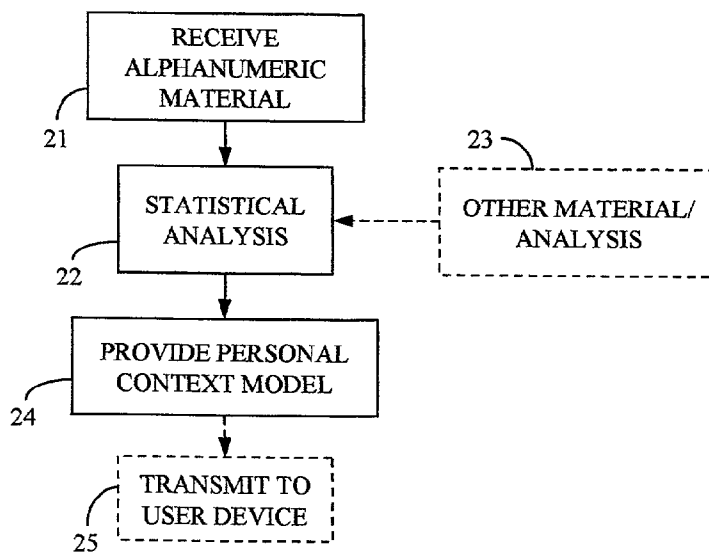 RECEIVE
ALPHANUMERIC
MATERIAL
21
23
STATISTICAL
ANALYSIS
22
OTHER MATERIAL/
ANALYSIS
PROVIDE PERSONAL
CONTEXT MODEL
24
TRANSMIT TO
USER DEVICE
25